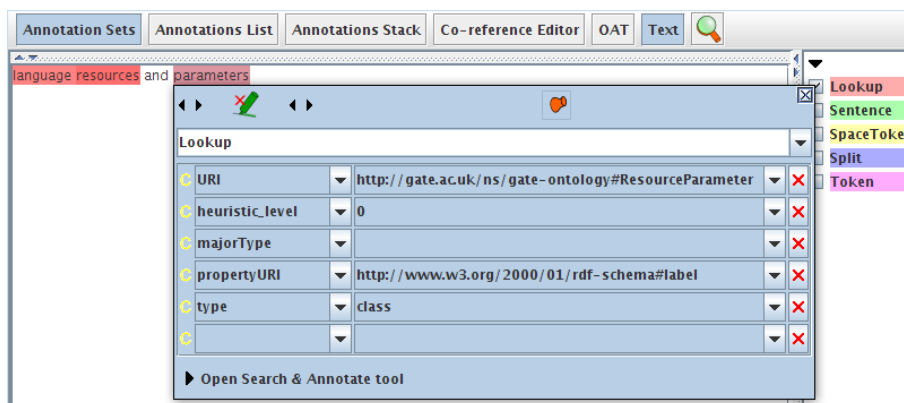 Annotation Sets Annotations List Annotations Stack Co-reference Editor OAT Text
language resources and parameters
Lookup
Sentence
SpaceToke
Split
Token
Lookup
C URI http://gate.ac.uk/ns/gate-ontology#ResourceParameter
C heuristic_level 0
C majorType
C propertyURI http://www.w3.org/2000/01/rdf-schema#label
C type class
C
Open Search & Annotate tool